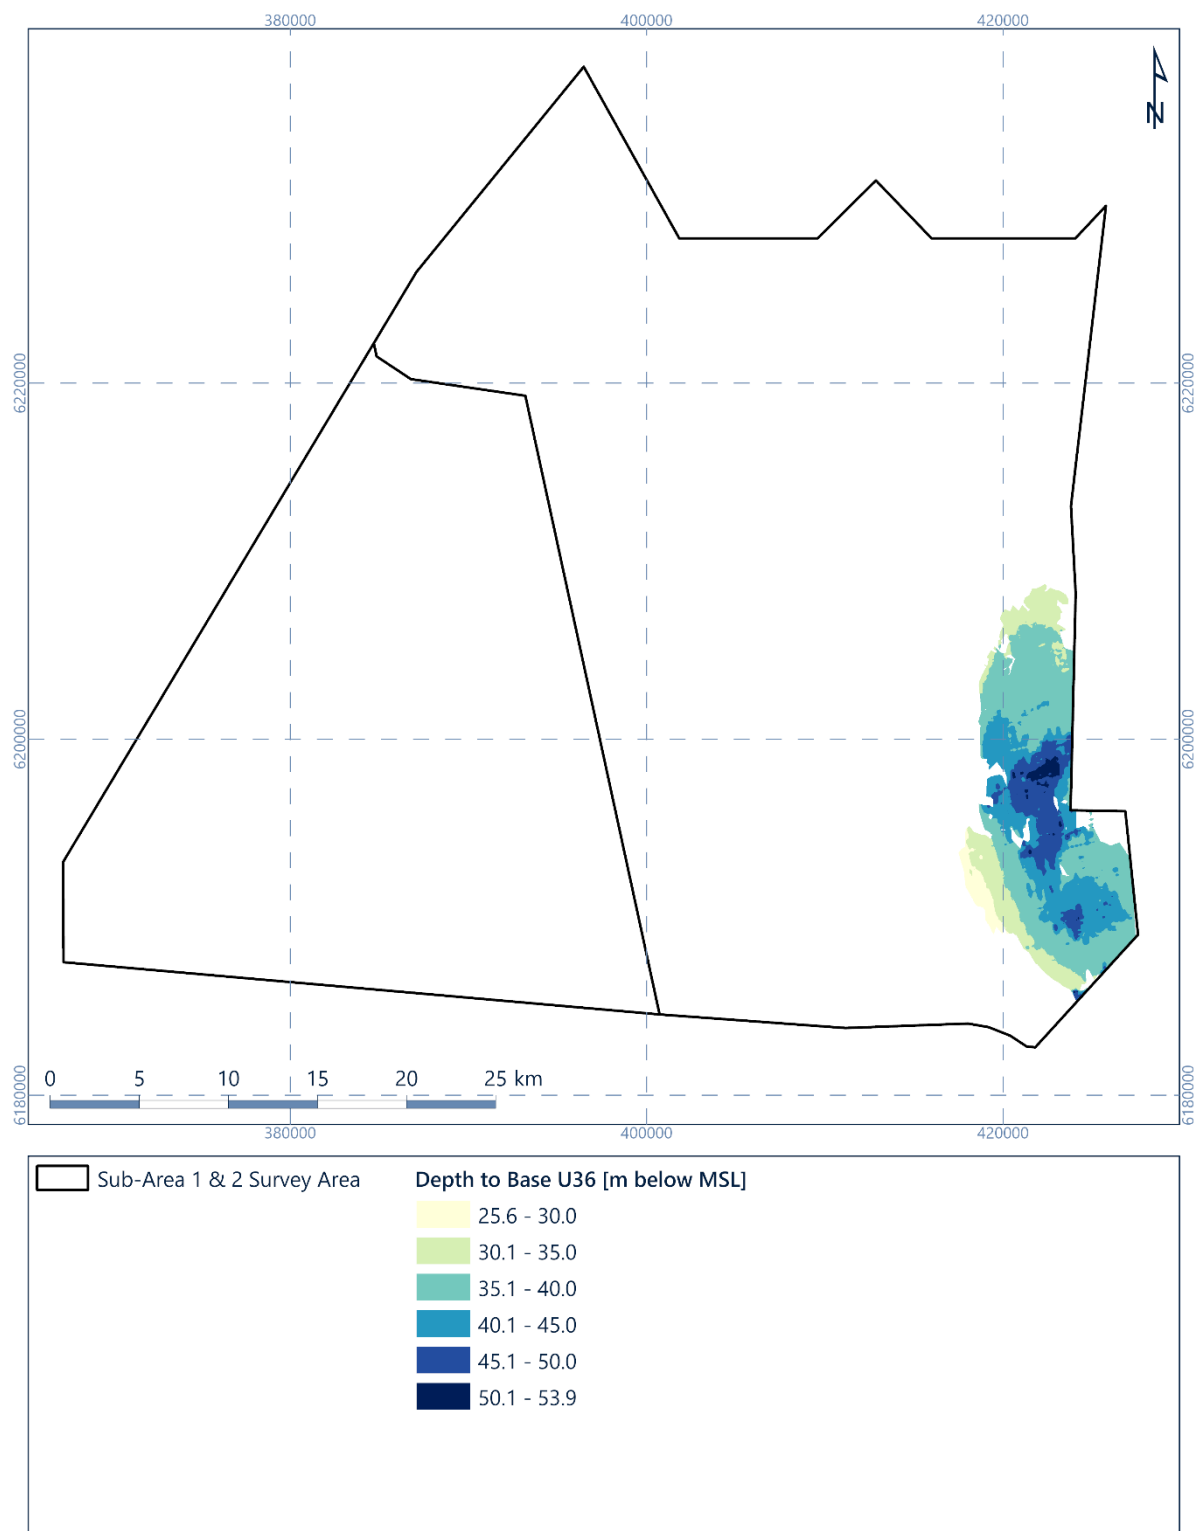 380000 400000 420000
N
6220000 6220000
6200000 6200000
0 5 10 15 20 25 km
6180000 6180000
380000 400000 420000
Sub-Area 1 & 2 Survey Area
Depth to Base U36 [m below MSL]
25.6 - 30.0
30.1 - 35.0
35.1 - 40.0
40.1 - 45.0
45.1 - 50.0
50.1 - 53.9